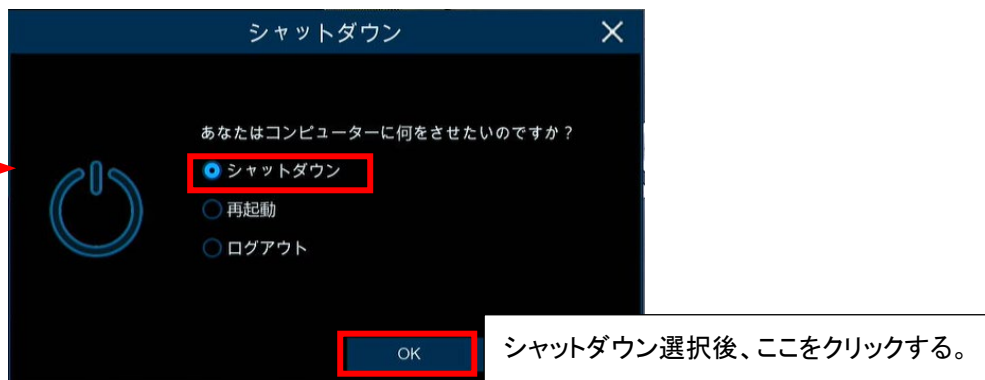 シャットダウン
あなたはコンピューターに何をさせたいのですか？
シャットダウン
再起動
ログアウト
OK
シャットダウン選択後、ここをクリックする。